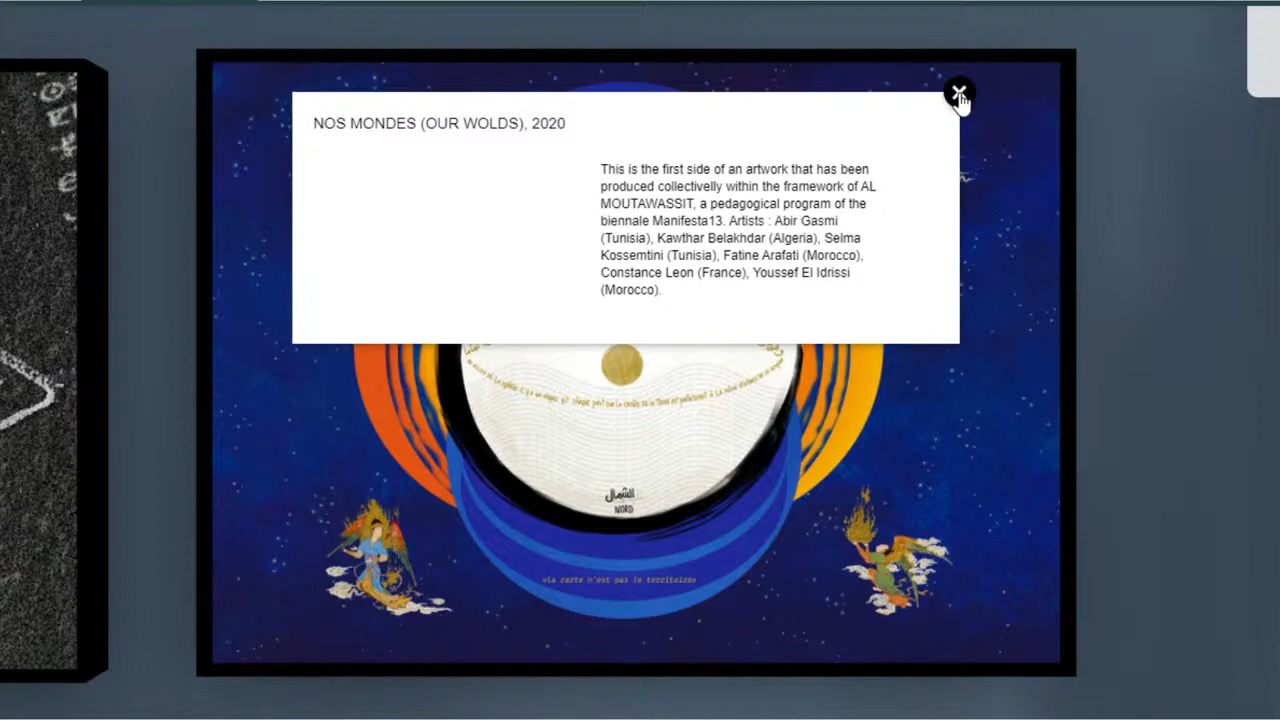 NOS MONDES (OUR WOLDS), 2020
This is the first side of an artwork that has been
produced collectivelly within the framework of AL
MOUTAWASSIT, a pedagogical program of the
biennale Manifesta13. Artists : Abir Gasmi
(Tunisia), Kawthar Belakhdar (Algeria), Selma
Kossemtini (Tunisia), Fatine Arafati (Morocco),
Constance Leon (France), Youssef El Idrissi
(Morocco).
الشمال
NORD
«la carte n'est pas le territoire»